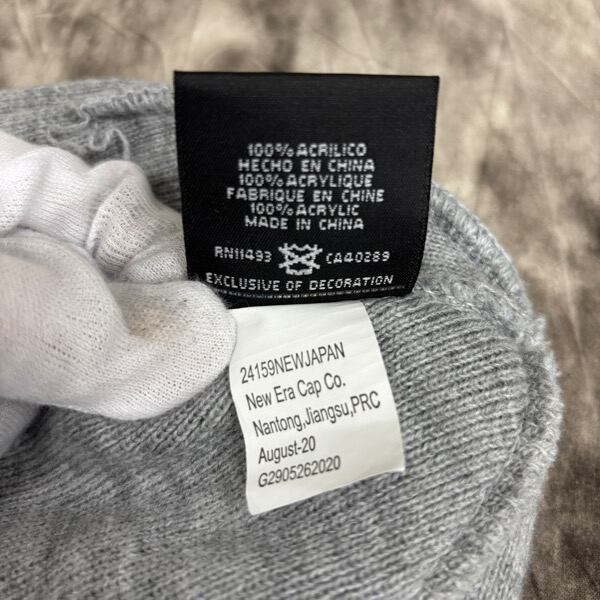 100% ACRILICO
HECHO EN CHINA
100% ACRYLIQUE
FABRIQUE EN CHINE
100% ACRYLIC
MADE IN CHINA
RN11493 CA40289
EXCLUSIVE OF DECORATION
24159NEWJAPAN
New Era Cap Co.
Nantong,Jiangsu,PRC
August-20
G2905262020